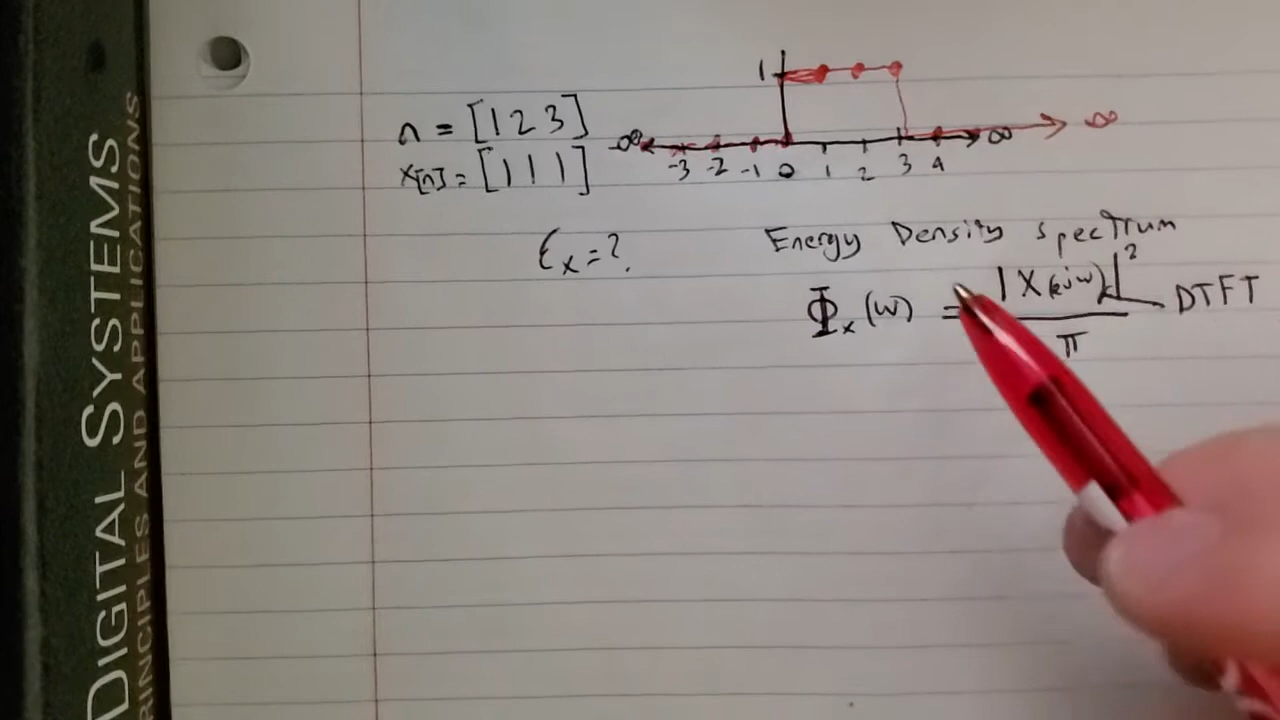 DIGITAL SYSTEMS
PRINCIPLES AND APPLICATIONS
n = [1 2 3]
x[n] = [1 1 1]
1
-∞ ∞ ∞
-3 -2 -1 0 1 2 3 4
Ex = ?
Energy Density spectrum
Φx(w) = |X(ejw)|² DTFT
π